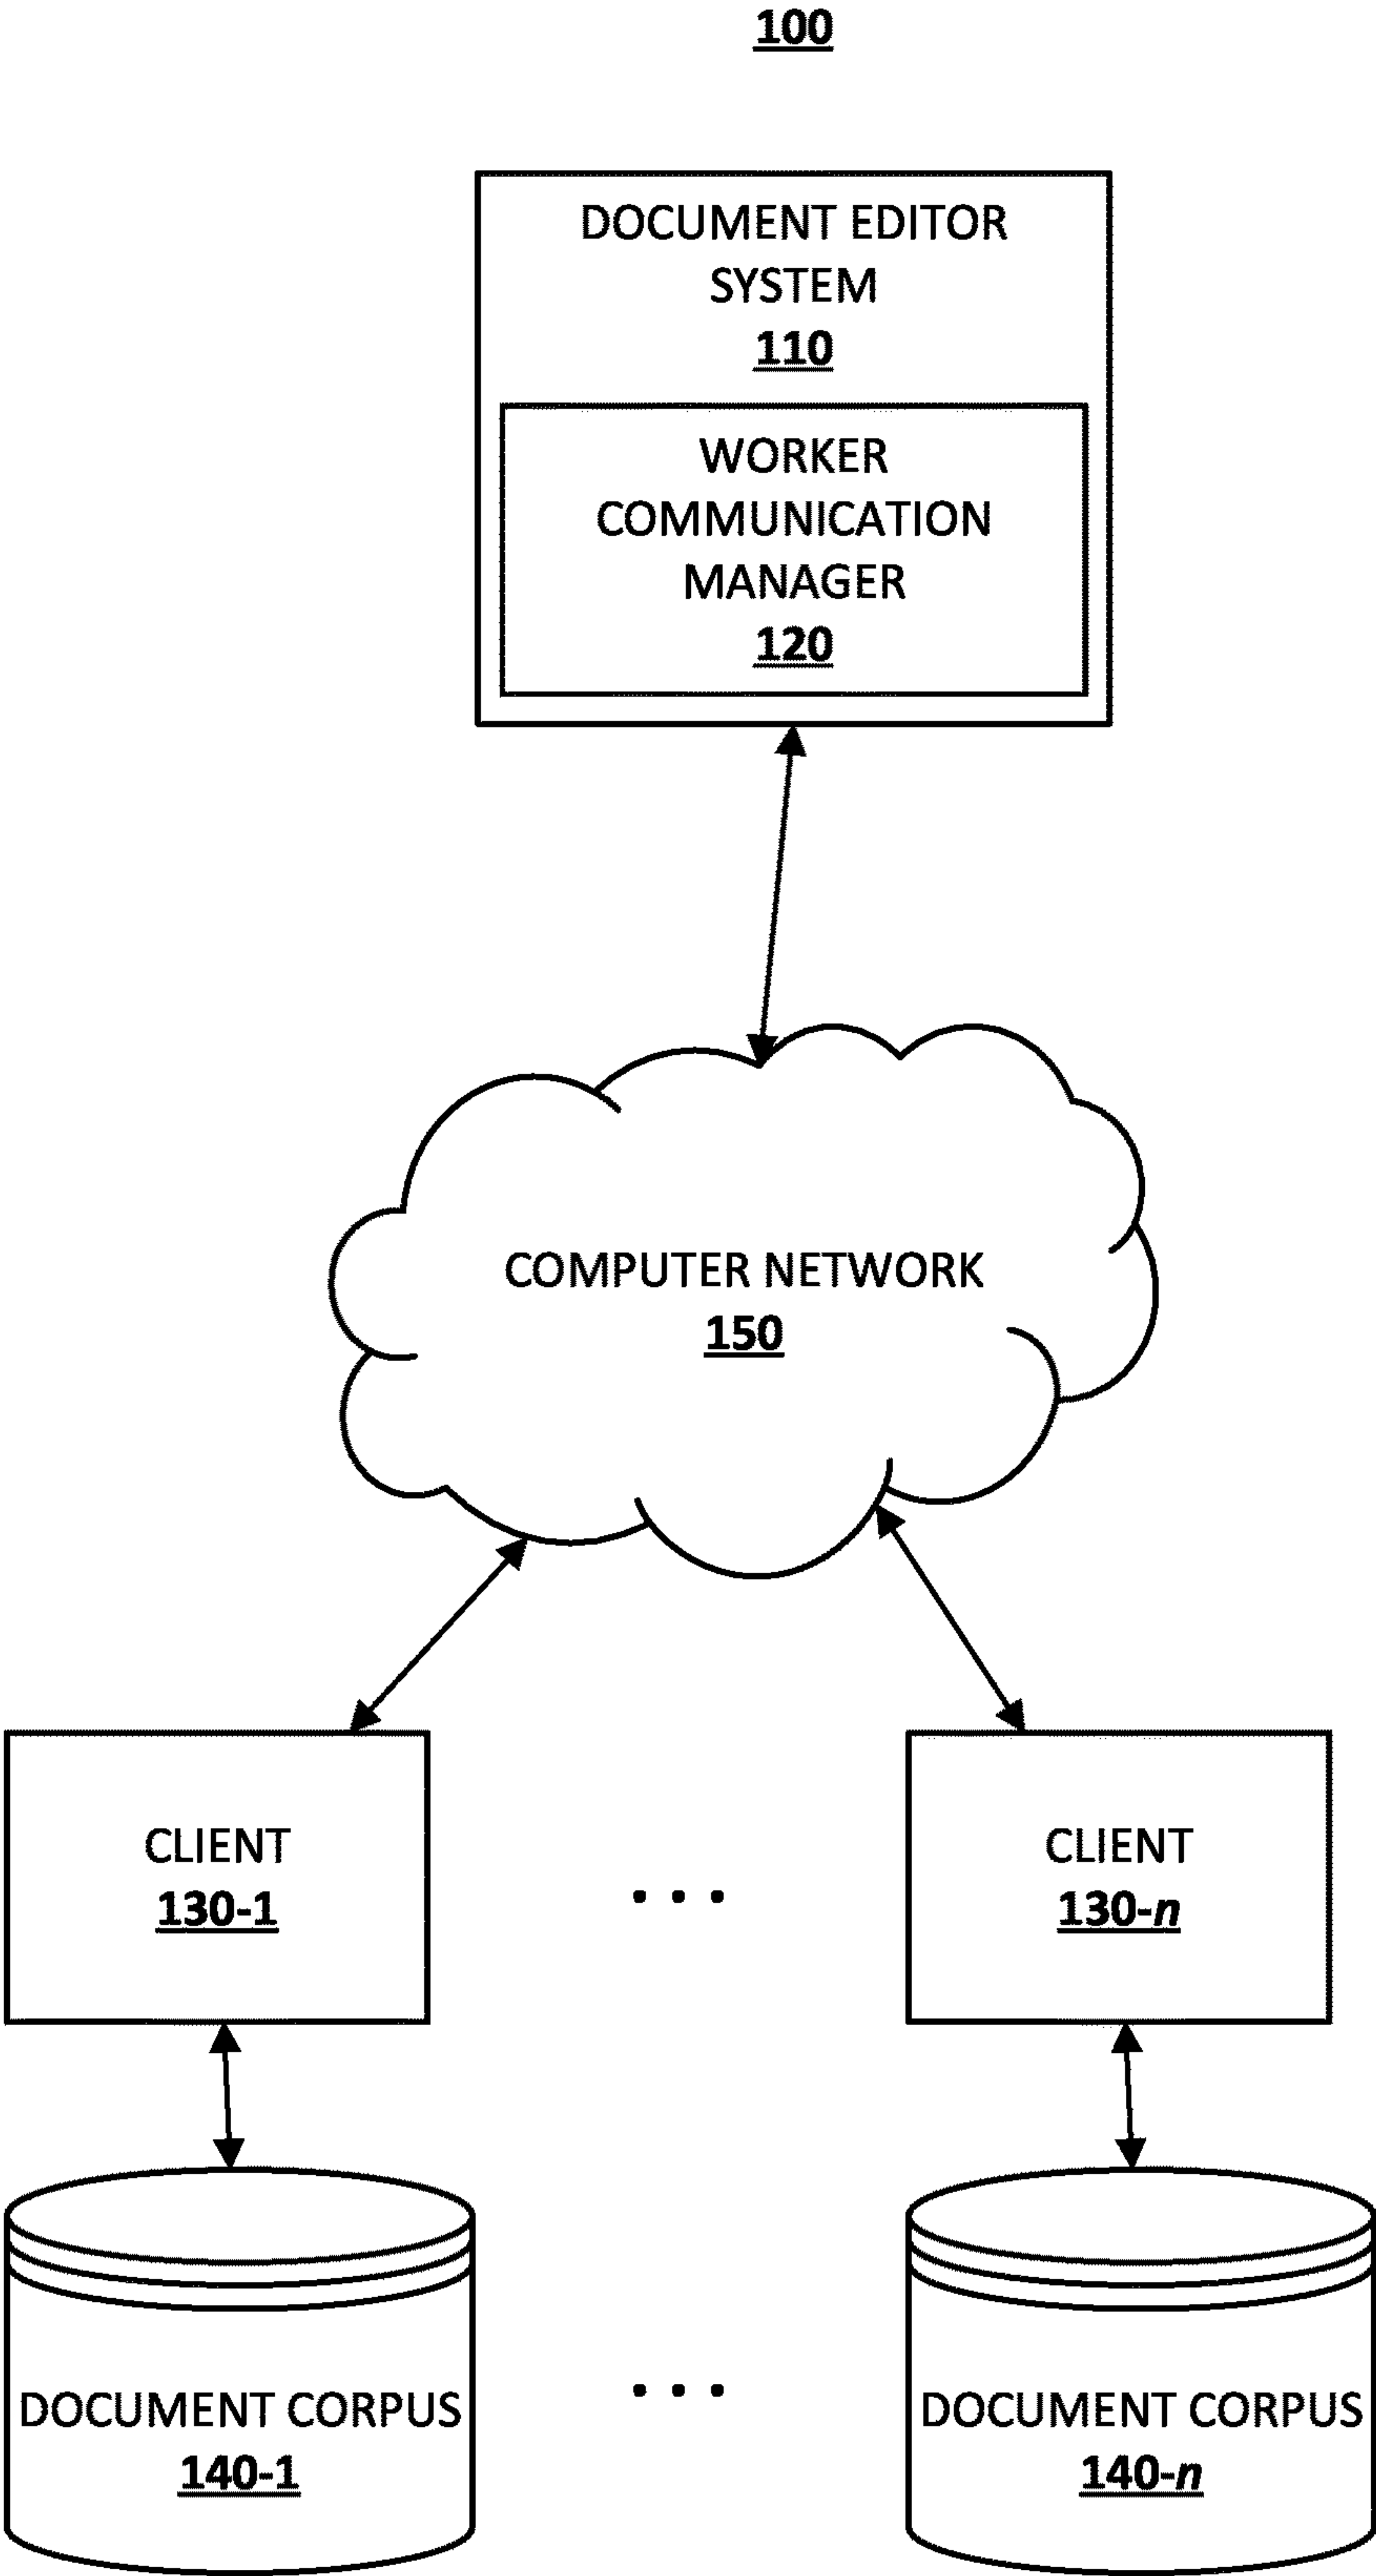 100
DOCUMENT EDITOR
SYSTEM
110
WORKER
COMMUNICATION
MANAGER
120
COMPUTER NETWORK
150
CLIENT
130-1
. . .
CLIENT
130-n
DOCUMENT CORPUS
140-1
. . .
DOCUMENT CORPUS
140-n